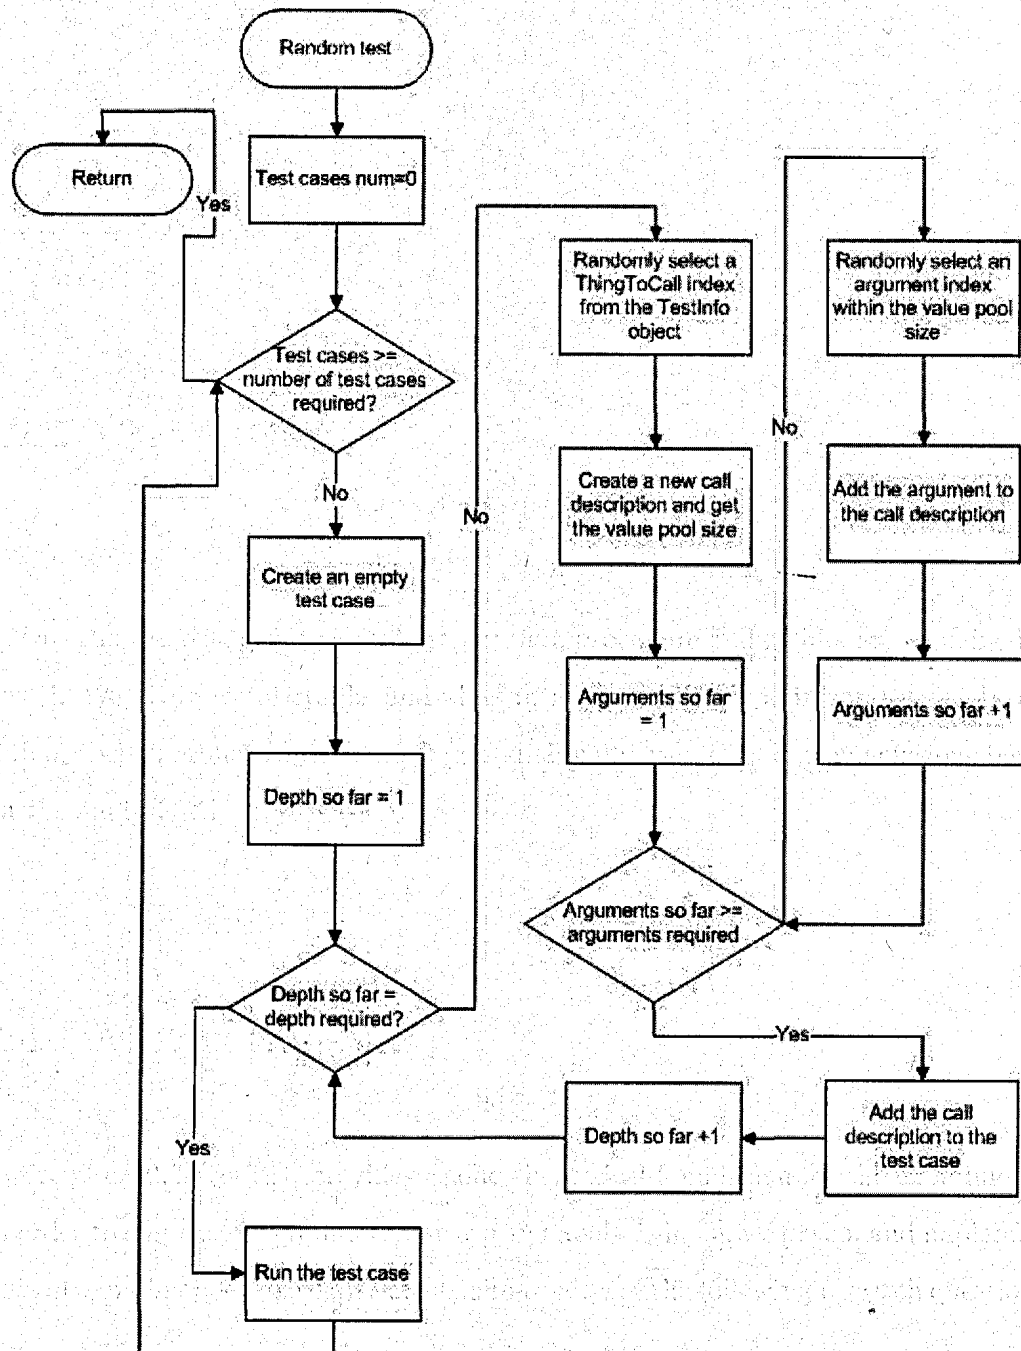 Random test
Return
Test cases num=0
Yes
Randomly select a
ThingToCall index
from the TestInfo
object
Randomly select an
argument index
within the value pool
size
Test cases >=
number of test cases
required?
No
No
No
Create a new call
description and get
the value pool size
Add the argument to
the call description
Create an empty
test case
Arguments so far
= 1
Arguments so far +1
Depth so far = 1
Arguments so far >=
arguments required
Depth so far =
depth required?
Yes
Yes
Depth so far +1
Add the call
description to the
test case
Run the test case